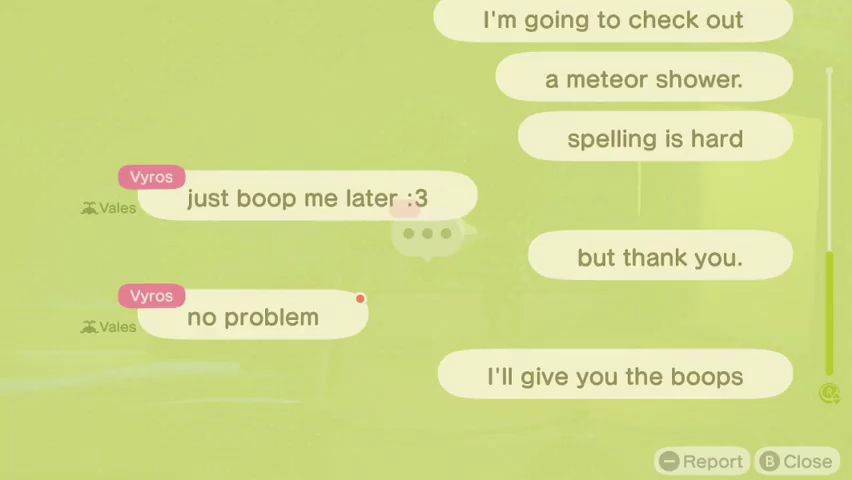 I'm going to check out
a meteor shower.
spelling is hard
Vyros
just boop me later :3
Vales
but thank you.
Vyros
no problem
Vales
I'll give you the boops
Report
B Close